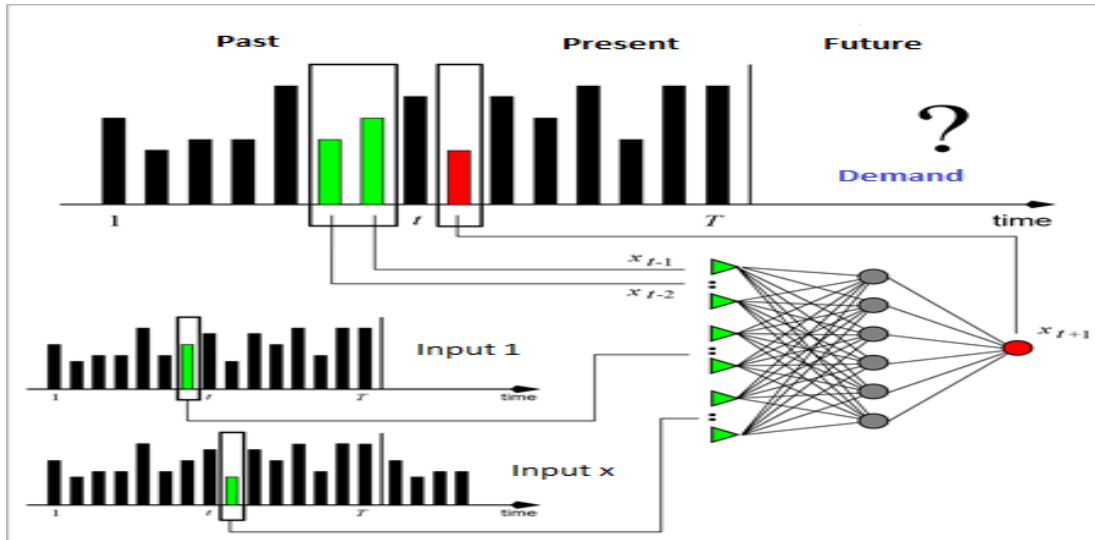 Past Present Future
?
Demand
1 t T time
x t-1
x t-2
x t+1
Input 1
1 t T time
Input x
1 t T time